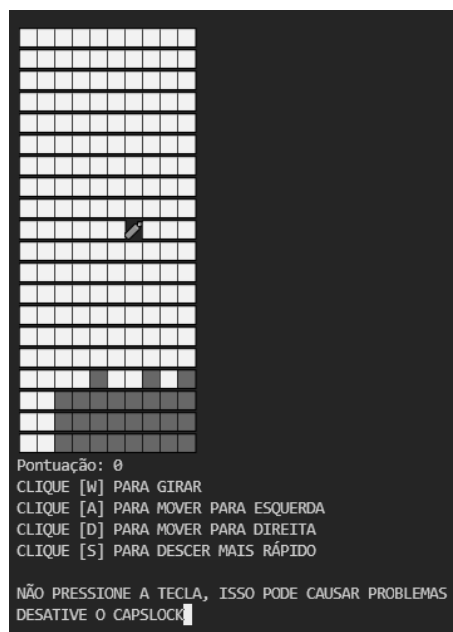 Pontuação: 0
CLIQUE [W] PARA GIRAR
CLIQUE [A] PARA MOVER PARA ESQUERDA
CLIQUE [D] PARA MOVER PARA DIREITA
CLIQUE [S] PARA DESCER MAIS RÁPIDO
NÃO PRESSIONE A TECLA, ISSO PODE CAUSAR PROBLEMAS
DESATIVE O CAPSLOCK